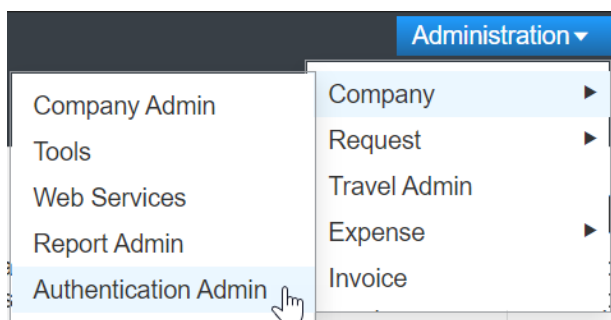 Administration
Company
Request
Travel Admin
Expense
Invoice
Company Admin
Tools
Web Services
Report Admin
Authentication Admin